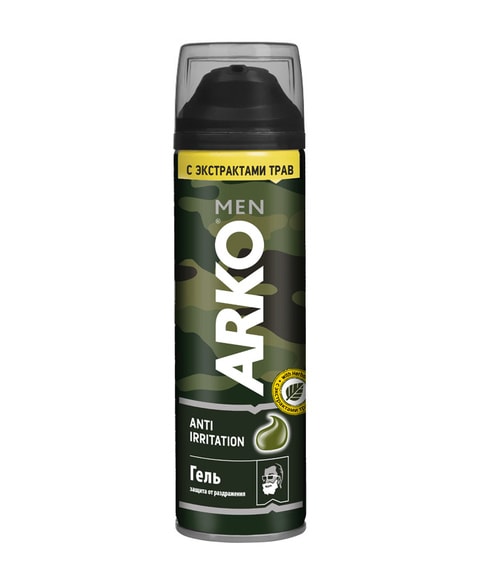 С ЭКСТРАКТАМИ ТРАВ
MEN
ARKO
®
ANTI
IRRITATION
Гель
защита от раздражения